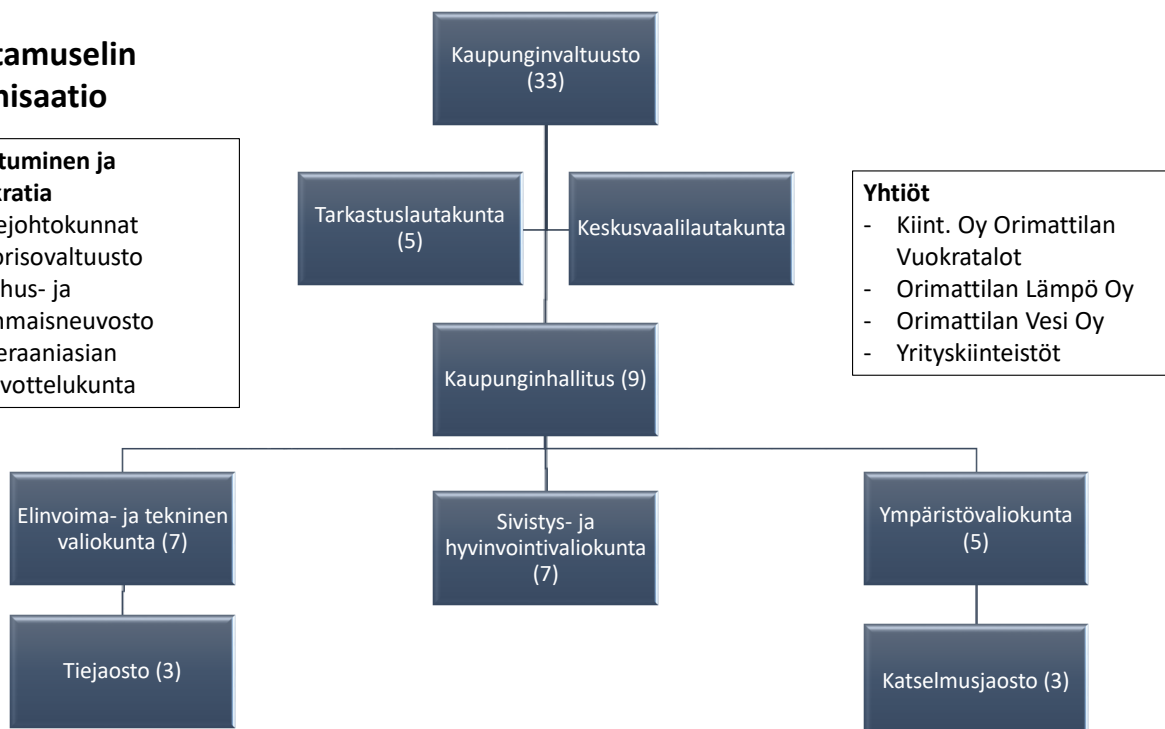 tamuselin
nisaatio
Kaupunginvaltuusto
(33)
tuminen ja
kratia
ejohtokunnat
orisovaltuusto
hus- ja
nmaisneuvosto
eraaniasian
vottelukunta
Tarkastuslautakunta
(5)
Keskusvaalilautakunta
Yhtiöt
- Kiint. Oy Orimattilan
Vuokratalot
- Orimattilan Lämpö Oy
- Orimattilan Vesi Oy
- Yrityskiinteistöt
Kaupunginhallitus (9)
Elinvoima- ja tekninen
valiokunta (7)
Sivistys- ja
hyvinvointivaliokunta
(7)
Ympäristövaliokunta
(5)
Tiejaosto (3)
Katselmusjaosto (3)